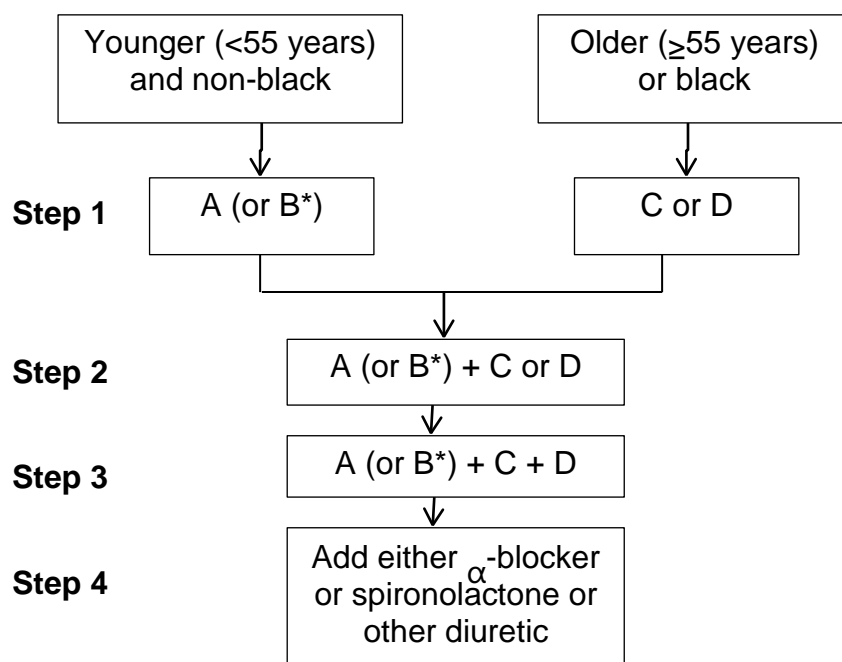 Younger (<55 years)
and non-black
Older (≥55 years)
or black
Step 1
A (or B*)
C or D
Step 2
A (or B*) + C or D
Step 3
A (or B*) + C + D
Step 4
Add either α-blocker
or spironolactone or
other diuretic